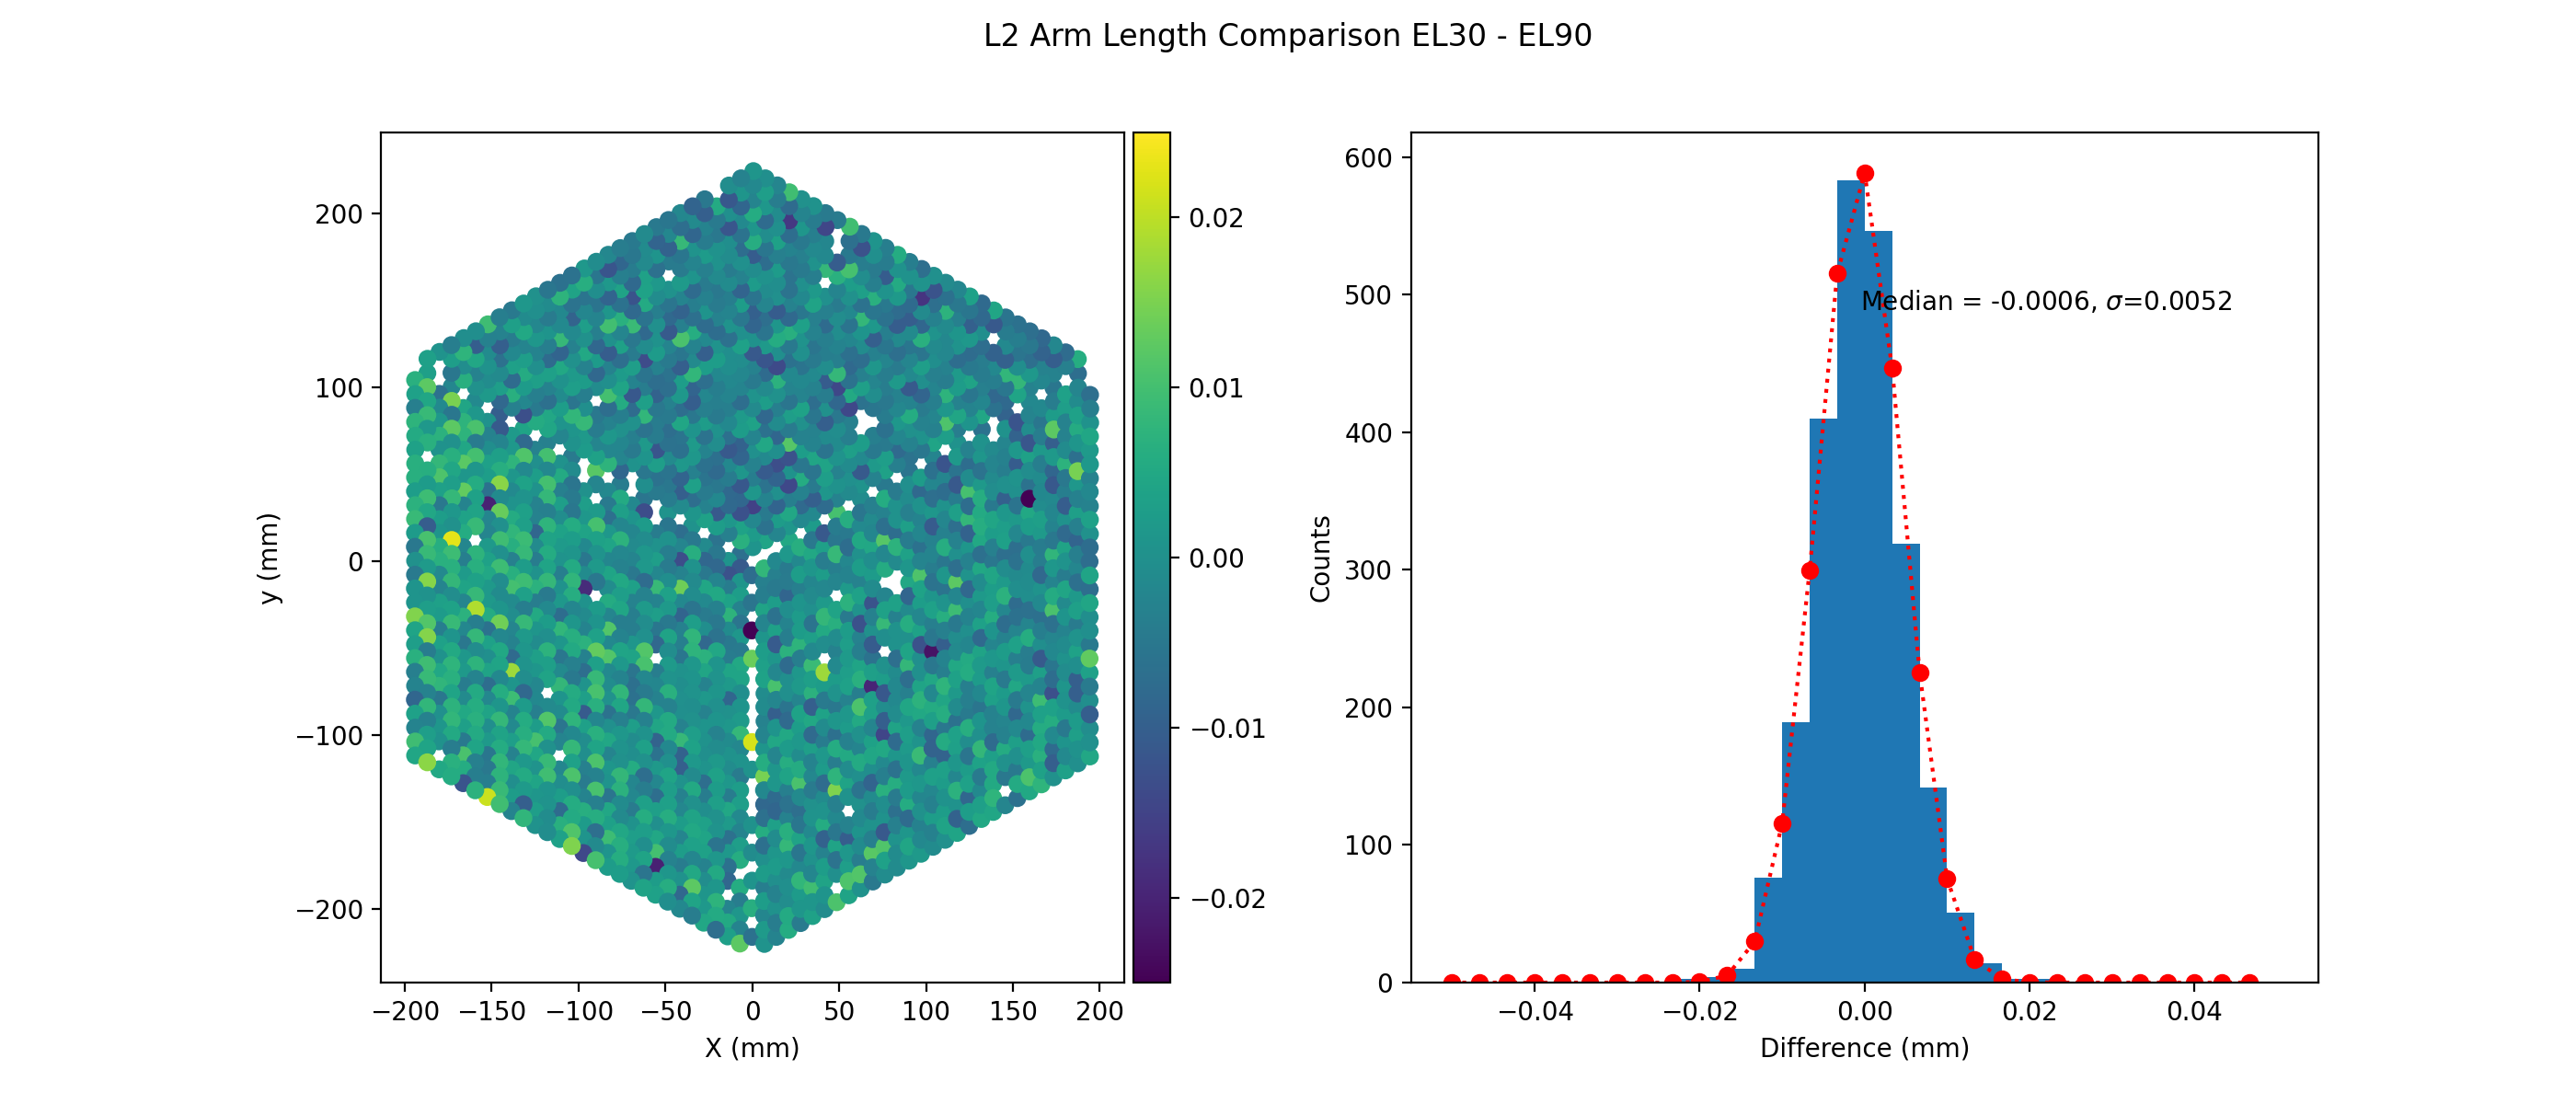 L2 Arm Length Comparison EL30 - EL90
y (mm)
200
100
0
−100
−200
−200 −150 −100 −50 0 50 100 150 200
X (mm)
0.02
0.01
0.00
−0.01
−0.02
Counts
600
500
400
300
200
100
0
Median = -0.0006, σ=0.0052
−0.04 −0.02 0.00 0.02 0.04
Difference (mm)